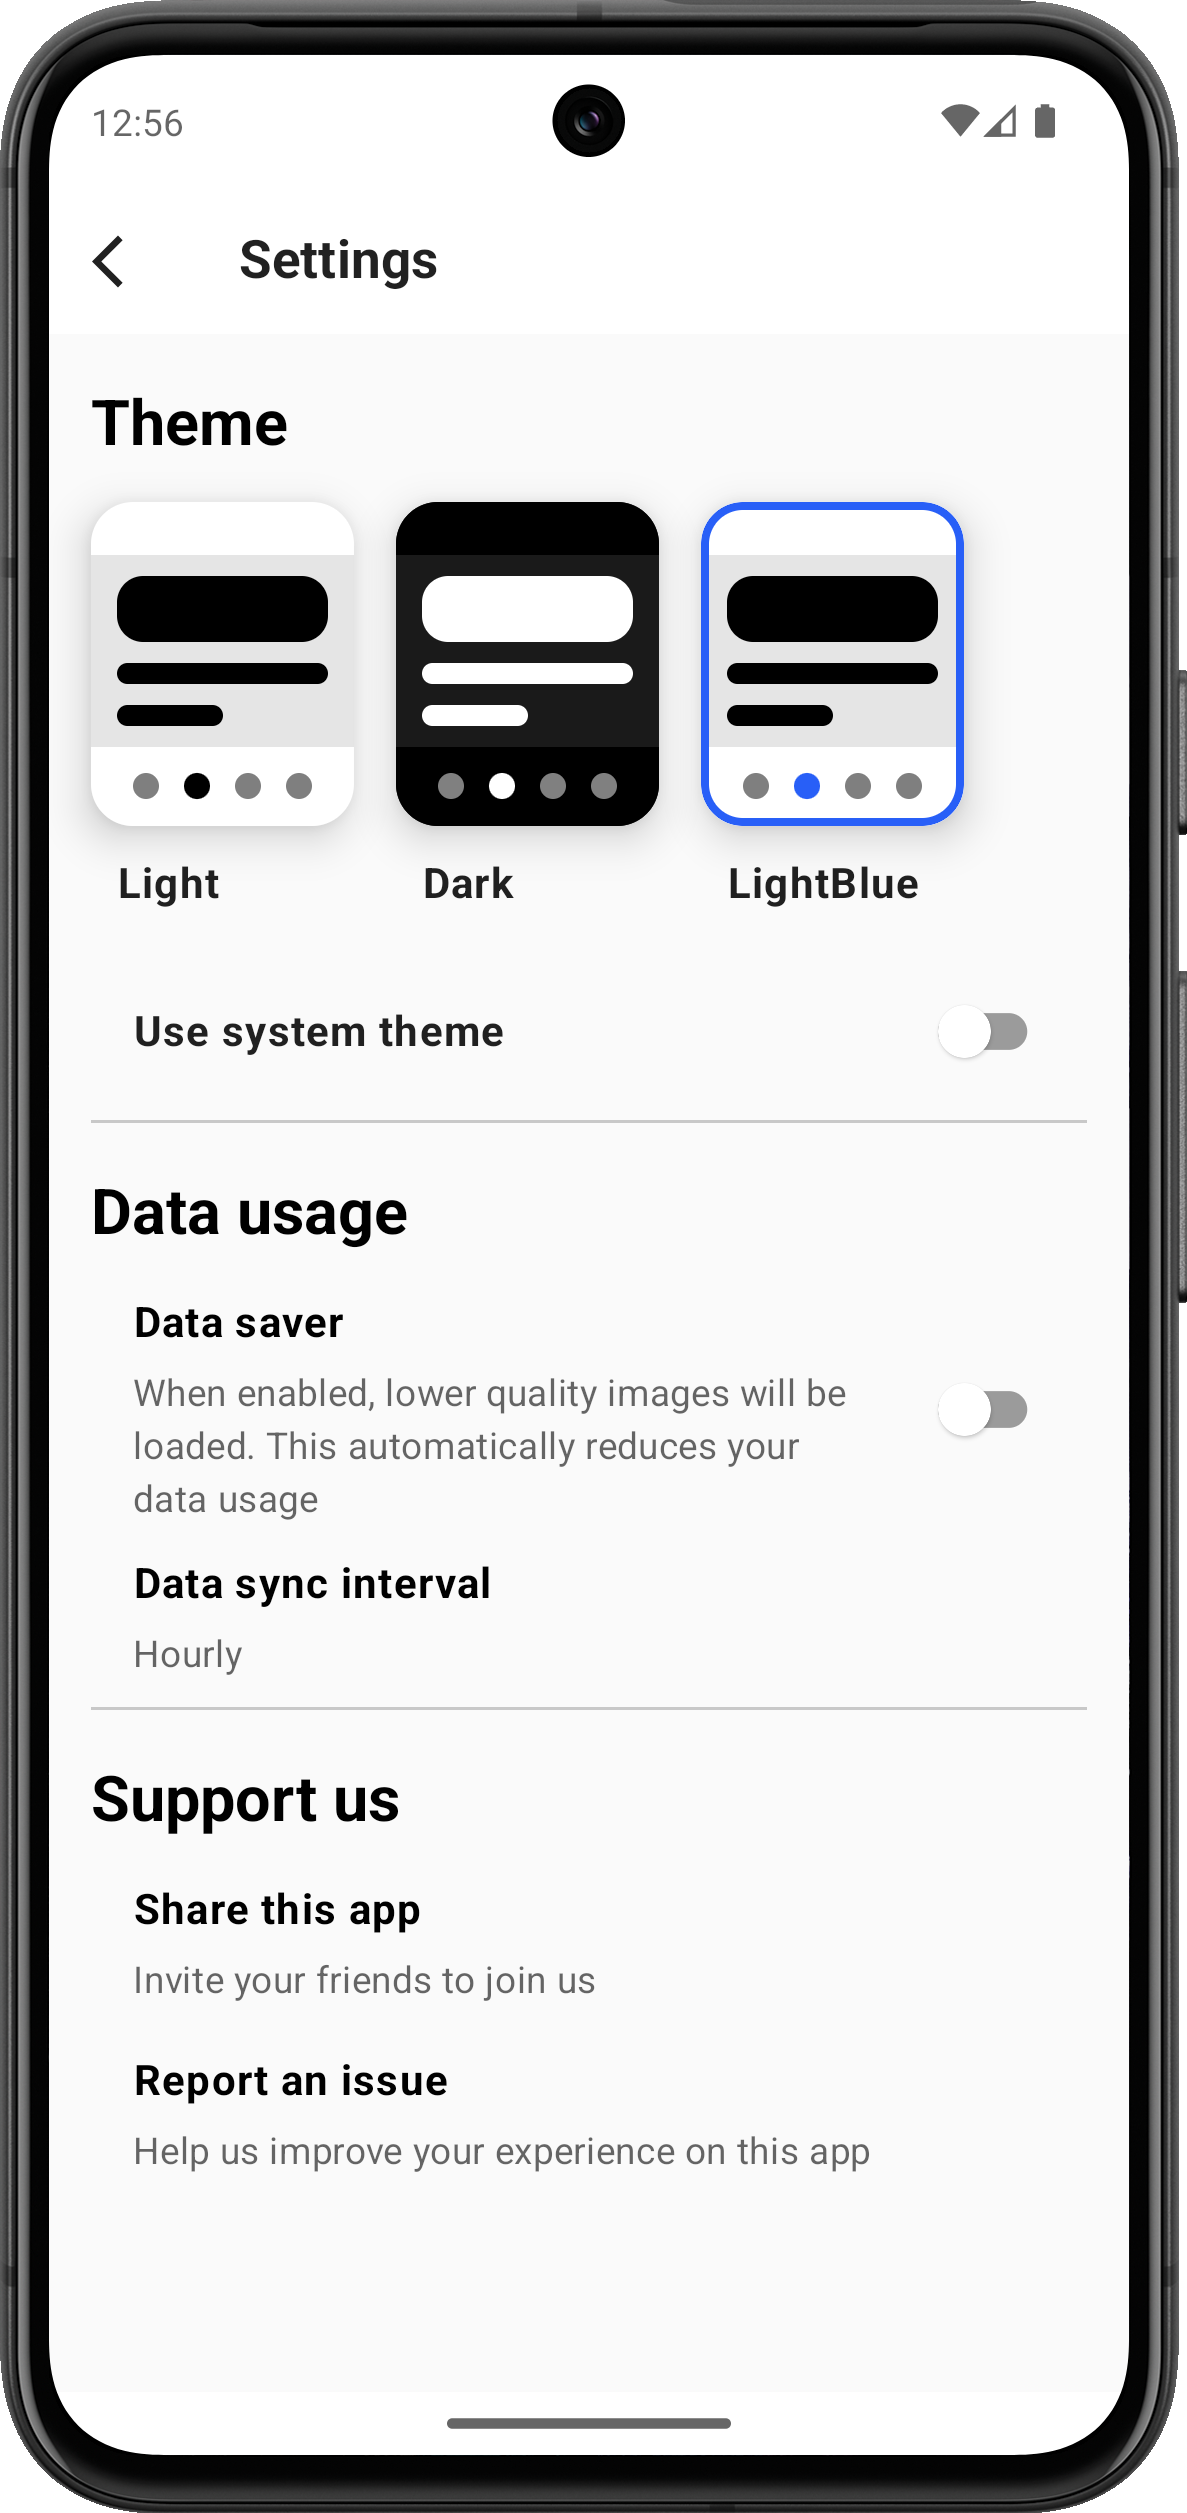 12:56
Settings
Theme
Light
Dark
LightBlue
Use system theme
Data usage
Data saver
When enabled, lower quality images will be
loaded. This automatically reduces your
data usage
Data sync interval
Hourly
Support us
Share this app
Invite your friends to join us
Report an issue
Help us improve your experience on this app